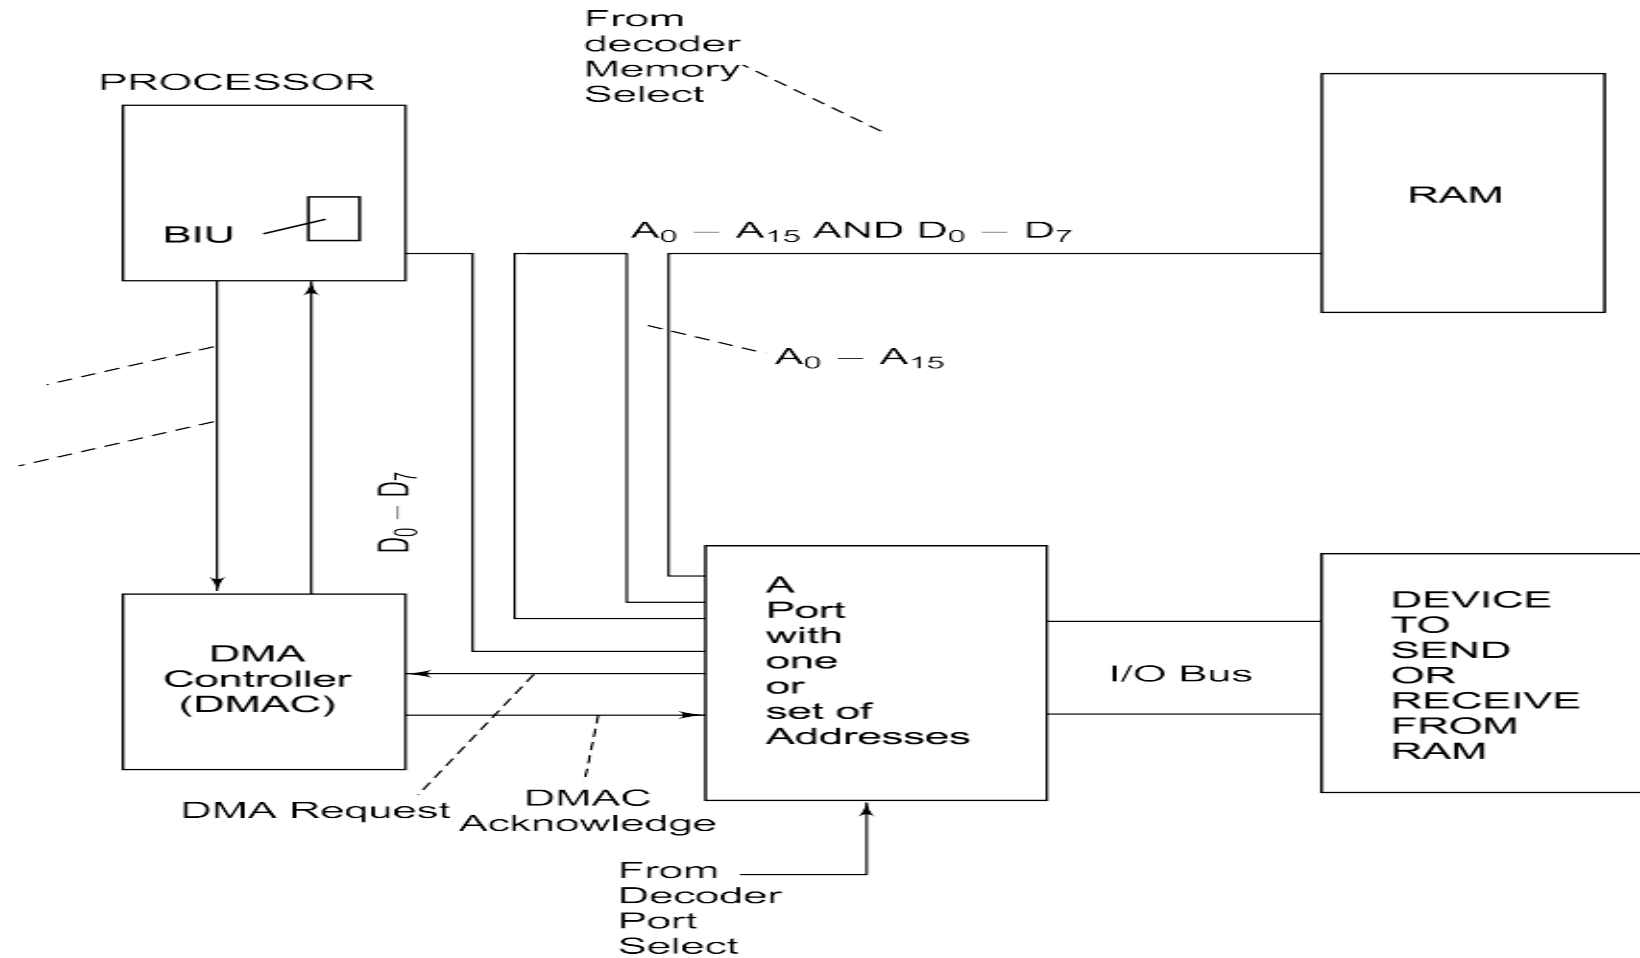 From
decoder
Memory
Select
PROCESSOR
RAM
BIU
A₀ – A₁₅ AND D₀ – D₇
A₀ – A₁₅
D₀ – D₇
A
Port
with
one
or
set of
Addresses
DEVICE
TO
SEND
OR
RECEIVE
FROM
RAM
DMA
Controller
(DMAC)
I/O Bus
DMA Request
DMAC
Acknowledge
From
Decoder
Port
Select